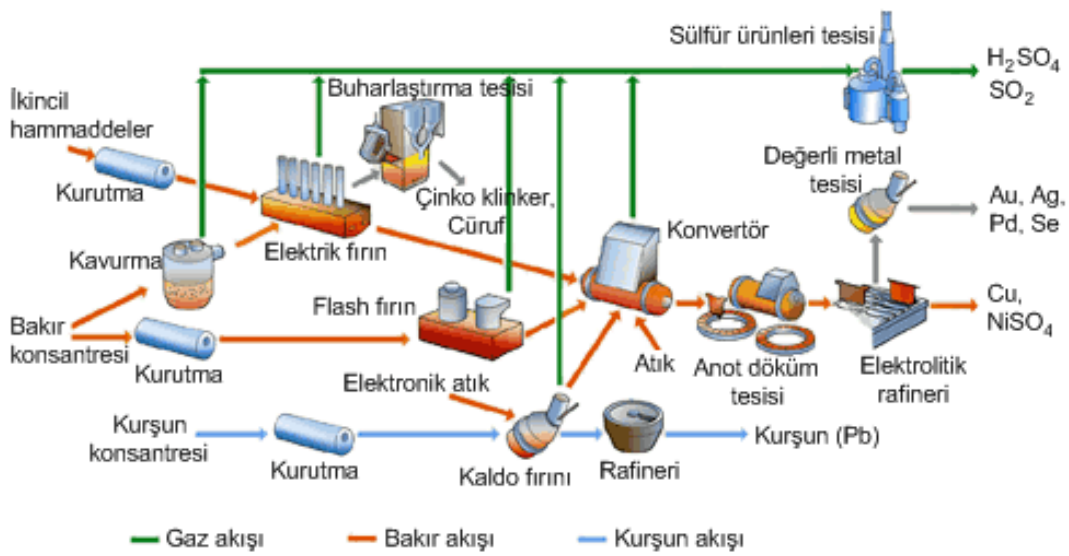 Sülfür ürünleri tesisi
H₂SO₄
SO₂
Buharlaştırma tesisi
İkincil
hammaddeler
Kurutma
Değerli metal
tesisi
Çinko klinker,
Cüruf
Au, Ag,
Pd, Se
Konvertör
Elektrik fırın
Kavurma
Flash fırın
Cu,
NiSO₄
Bakır
konsantresi
Kurutma
Atık
Anot döküm
tesisi
Elektrolitik
rafineri
Elektronik atık
Kurşun
konsantresi
Kurutma
Kaldo fırını
Rafineri
Kurşun (Pb)
Gaz akışı
Bakır akışı
Kurşun akışı